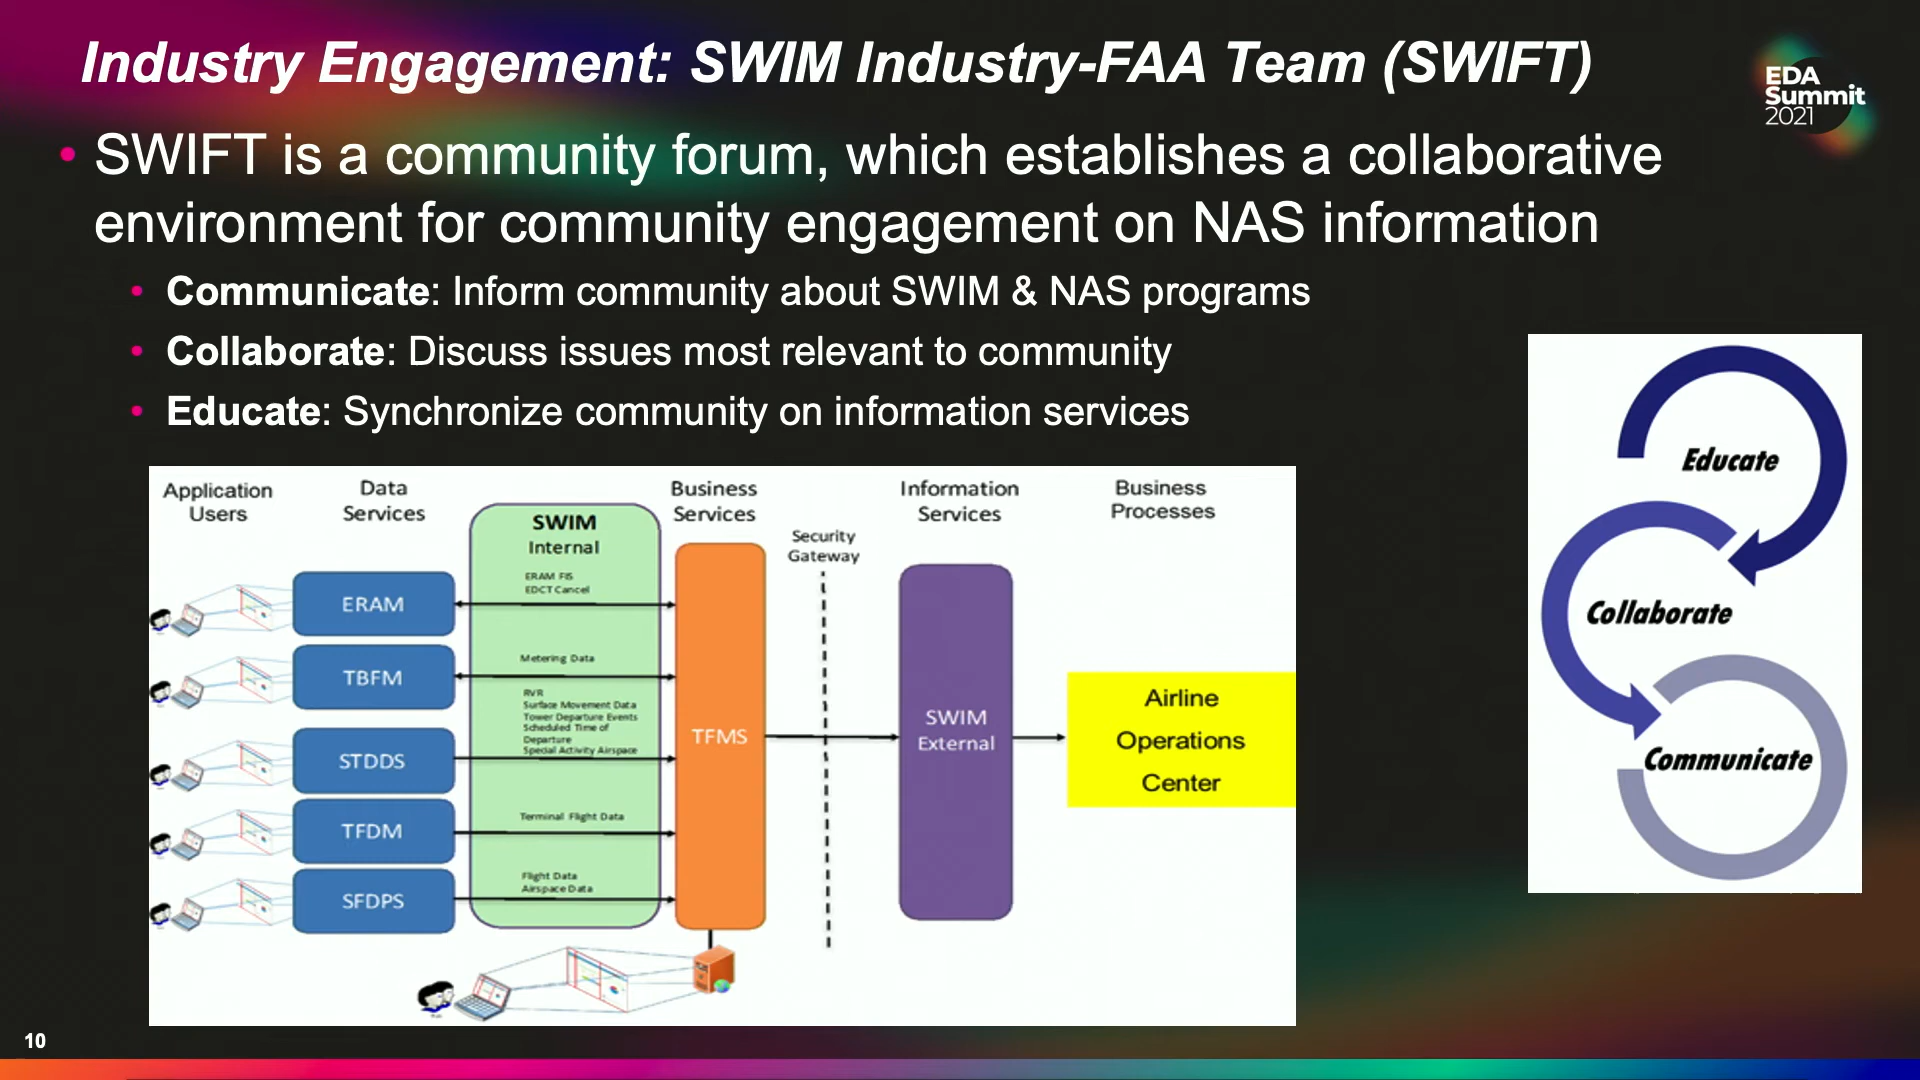 Industry Engagement: SWIM Industry-FAA Team (SWIFT)
EDA
Summit
2021
• SWIFT is a community forum, which establishes a collaborative
environment for community engagement on NAS information
• Communicate: Inform community about SWIM & NAS programs
• Collaborate: Discuss issues most relevant to community
• Educate: Synchronize community on information services
Application
Users
Data
Services
SWIM
Internal
Business
Services
Security
Gateway
Information
Services
Business
Processes
ERAM FIS
EDCT Cancel
ERAM
Metering Data
TBFM
RVR
Surface Movement Data
Tower Departure Events
Scheduled Time of
Departure
Special Activity Airspace
STDDS
Terminal Flight Data
TFDM
Flight Data
Airspace Data
SFDPS
TFMS
SWIM
External
Airline
Operations
Center
Educate
Collaborate
Communicate
10